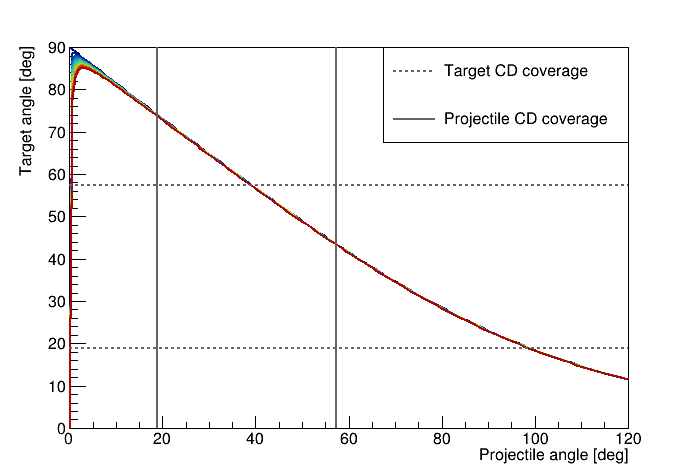 90
80
70
60
50
40
30
20
10
0
Target angle [deg]
Target CD coverage
Projectile CD coverage
0 20 40 60 80 100 120
Projectile angle [deg]